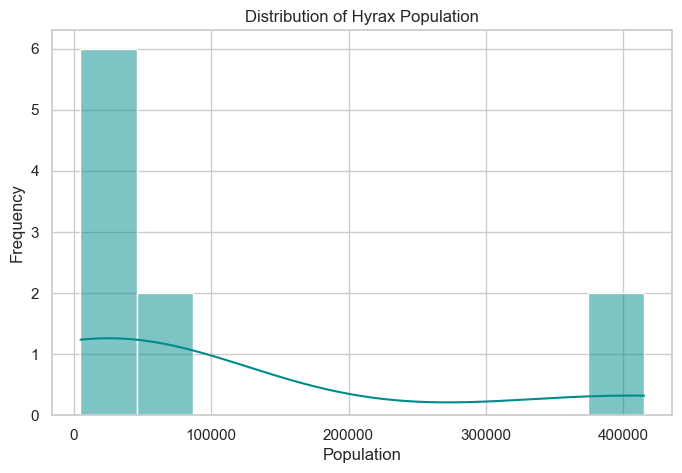 Distribution of Hyrax Population
Frequency
6
5
4
3
2
1
0
0 100000 200000 300000 400000
Population